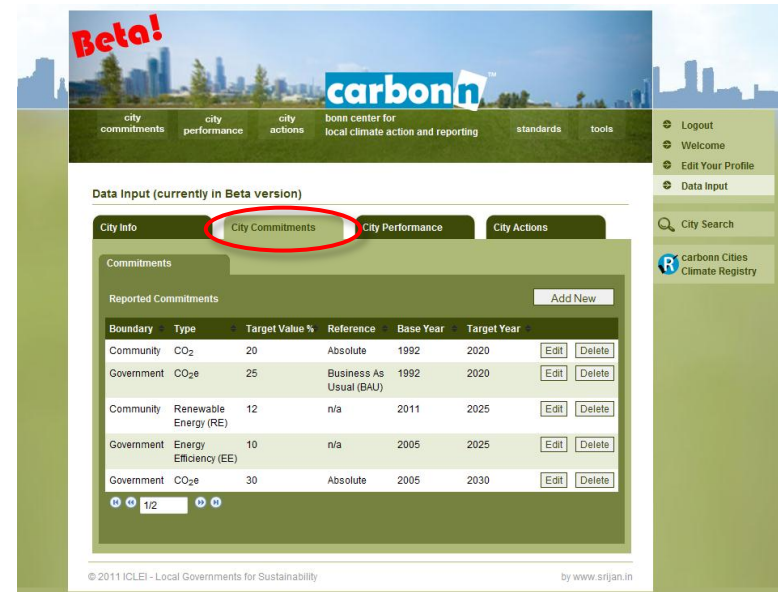 Beta!
carbonn™
city commitments
city performance
city actions
bonn center for
local climate action and reporting
standards
tools
Logout
Welcome
Edit Your Profile
Data Input
City Search
carbonn Cities
Climate Registry
Data Input (currently in Beta version)
City Info City Commitments City Performance City Actions
Commitments
Reported Commitments Add New
Boundary Type Target Value % Reference Base Year Target Year
Community CO2 20 Absolute 1992 2020 Edit Delete
Government CO2e 25 Business As 1992 2020 Edit Delete
Usual (BAU)
Community Renewable 12 n/a 2011 2025 Edit Delete
Energy (RE)
Government Energy 10 n/a 2005 2025 Edit Delete
Efficiency (EE)
Government CO2e 30 Absolute 2005 2030 Edit Delete
1/2
© 2011 ICLEI - Local Governments for Sustainability by www.srijan.in